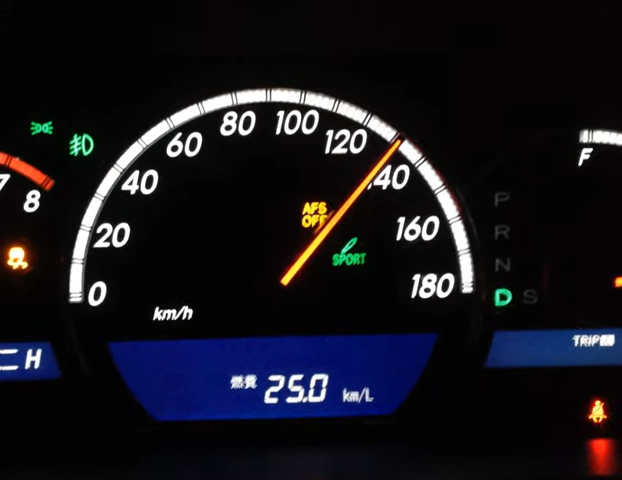 0
20
40
60
80
100
120
140
160
180
km/h
AFS
OFF
SPORT
燃費 25.0 km/L
7
8
H
F
P
R
N
D S
TRIP